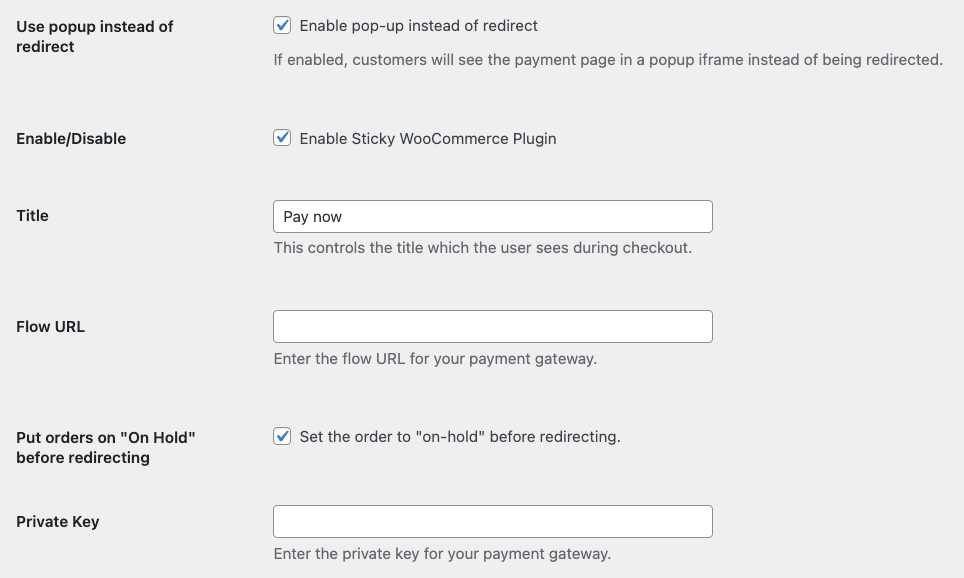 Use popup instead of
redirect
Enable pop-up instead of redirect
If enabled, customers will see the payment page in a popup iframe instead of being redirected.
Enable/Disable
Enable Sticky WooCommerce Plugin
Title
Pay now
This controls the title which the user sees during checkout.
Flow URL
Enter the flow URL for your payment gateway.
Put orders on "On Hold"
before redirecting
Set the order to "on-hold" before redirecting.
Private Key
Enter the private key for your payment gateway.